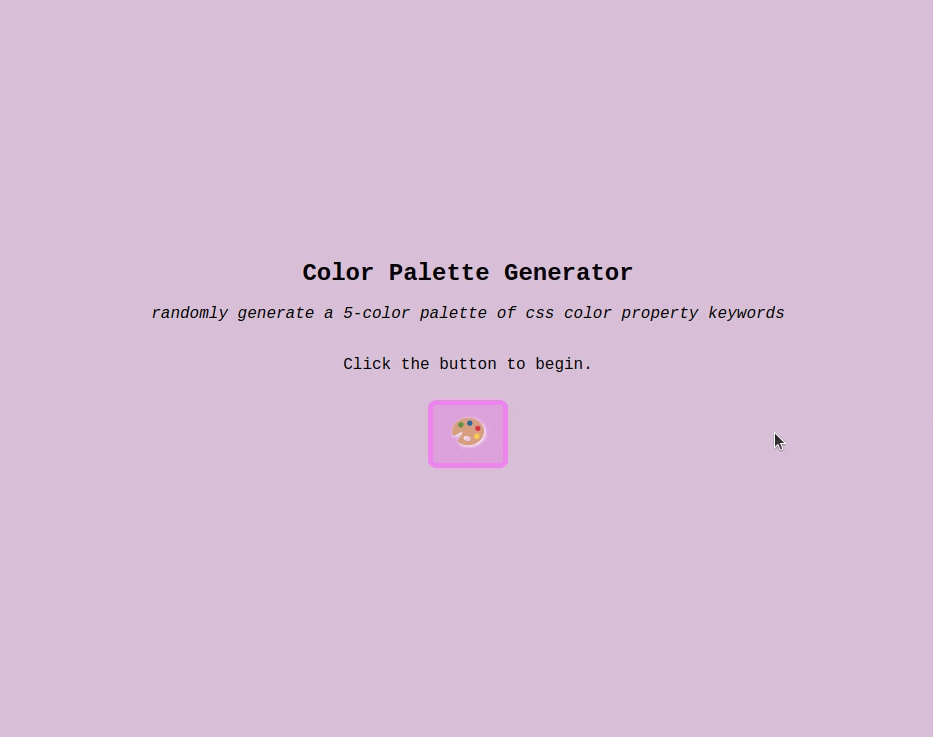 Color Palette Generator
randomly generate a 5-color palette of css color property keywords
Click the button to begin.